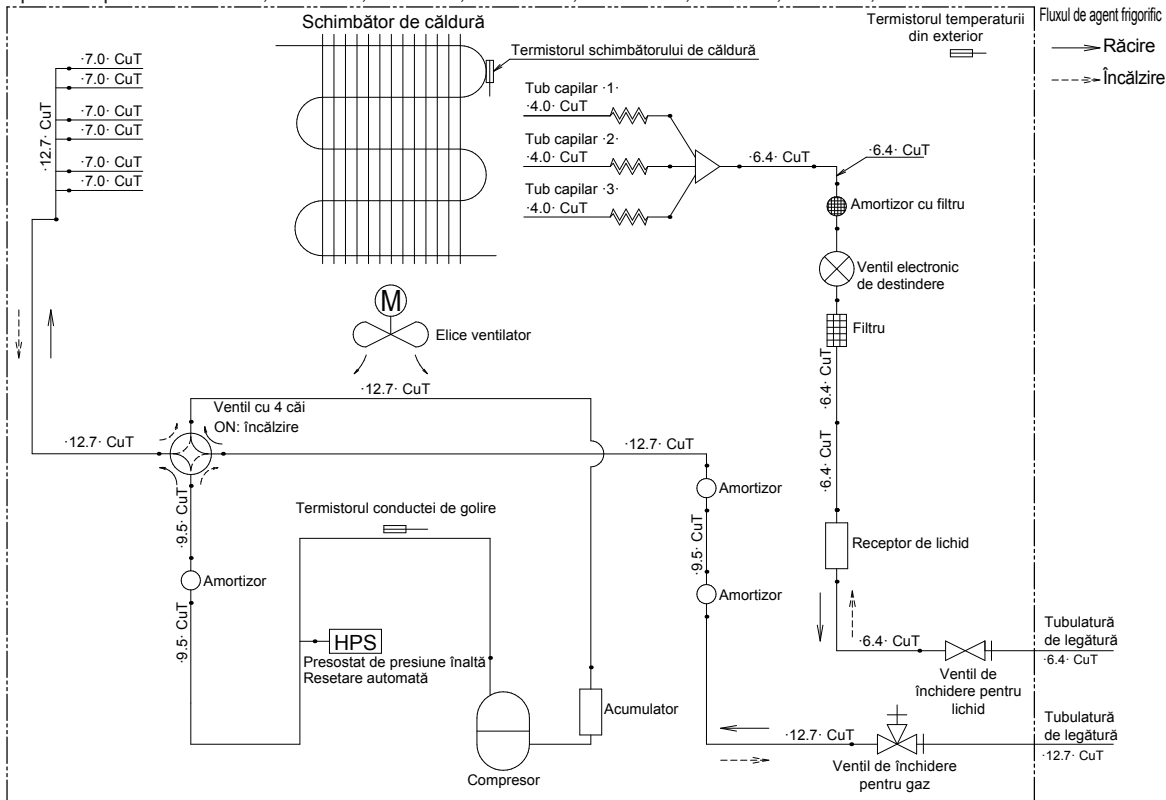 Schimbător de căldură
Termistorul schimbătorului de căldură
Termistorul temperaturii
din exterior
Fluxul de agent frigorific
Răcire
Încălzire
·7.0· CuT
·7.0· CuT
·7.0· CuT
·7.0· CuT
·7.0· CuT
·7.0· CuT
·12.7· CuT
Tub capilar ·1·
·4.0· CuT
Tub capilar ·2·
·4.0· CuT
Tub capilar ·3·
·4.0· CuT
·6.4· CuT
·6.4· CuT
Amortizor cu filtru
Ventil electronic
de destindere
Filtru
·6.4· CuT
·6.4· CuT
Receptor de lichid
M
Elice ventilator
·12.7· CuT
Ventil cu 4 căi
ON: încălzire
·12.7· CuT
·12.7· CuT
·9.5· CuT
Amortizor
·9.5· CuT
Termistorul conductei de golire
HPS
Presostat de presiune înaltă
Resetare automată
Compresor
Acumulator
Amortizor
·9.5· CuT
Amortizor
·6.4· CuT
Ventil de
închidere pentru
lichid
Tubulatură
de legătură
·6.4· CuT
·12.7· CuT
Ventil de închidere
pentru gaz
Tubulatură
de legătură
·12.7· CuT